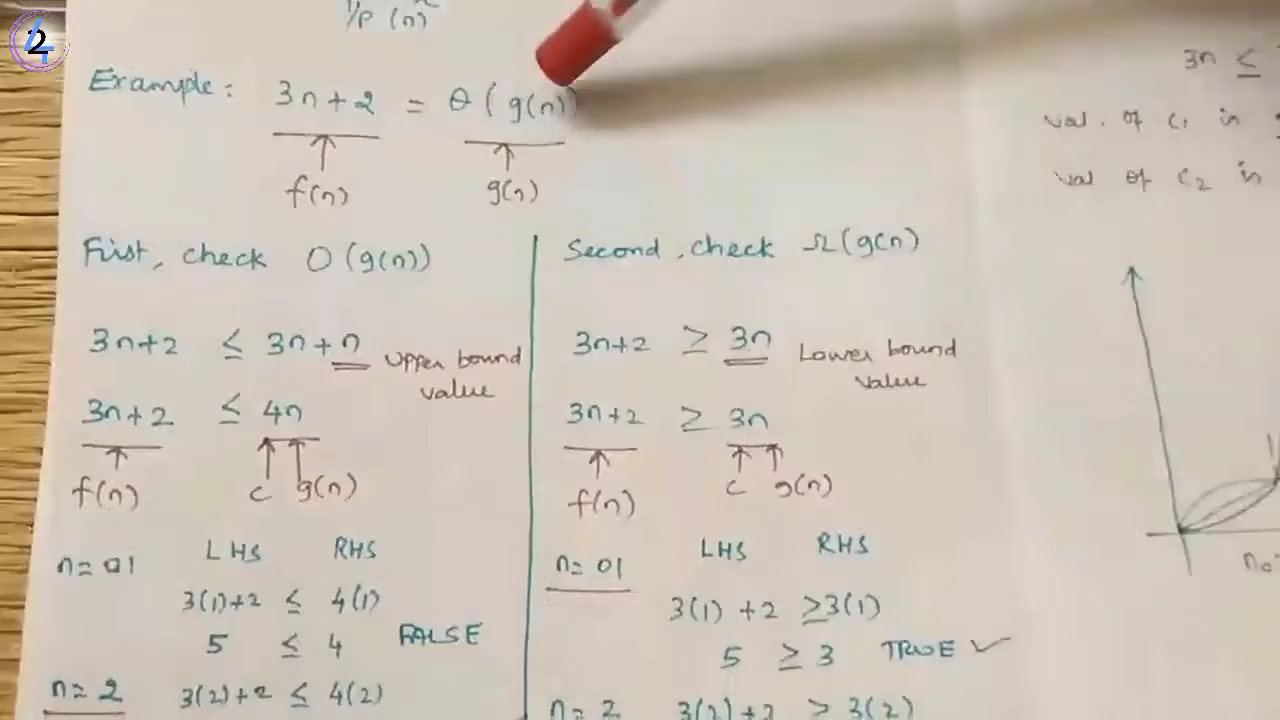 I/P (n)
Example: 3n+2 = θ(g(n))
f(n) g(n)
First, check O(g(n))
3n+2 ≤ 3n+n Upper bound value
3n+2 ≤ 4n
f(n) c g(n)
n=01 LHS RHS
3(1)+2 ≤ 4(1)
5 ≤ 4 FALSE
n=2 3(2)+2 ≤ 4(2)
Second, check Ω(g(n)
3n+2 ≥ 3n Lower bound value
3n+2 ≥ 3n
f(n) c g(n)
n=01 LHS RHS
3(1)+2 ≥3(1)
5 ≥ 3 TRUE ✓
n=2 3(2)+2 ≥ 3(2)
3n ≤
val. of c₁ is
val of c₂ is
n₀